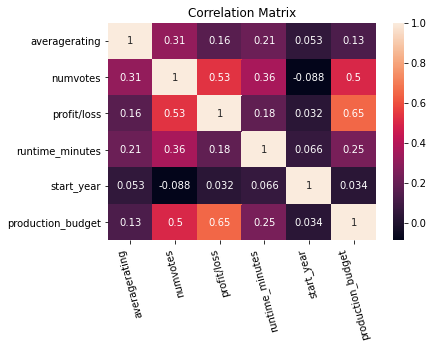 Correlation Matrix
averagerating 1 0.31 0.16 0.21 0.053 0.13
numvotes 0.31 1 0.53 0.36 -0.088 0.5
profit/loss 0.16 0.53 1 0.18 0.032 0.65
runtime_minutes 0.21 0.36 0.18 1 0.066 0.25
start_year 0.053 -0.088 0.032 0.066 1 0.034
production_budget 0.13 0.5 0.65 0.25 0.034 1
averagerating
numvotes
profit/loss
runtime_minutes
start_year
production_budget
1.0
0.8
0.6
0.4
0.2
0.0